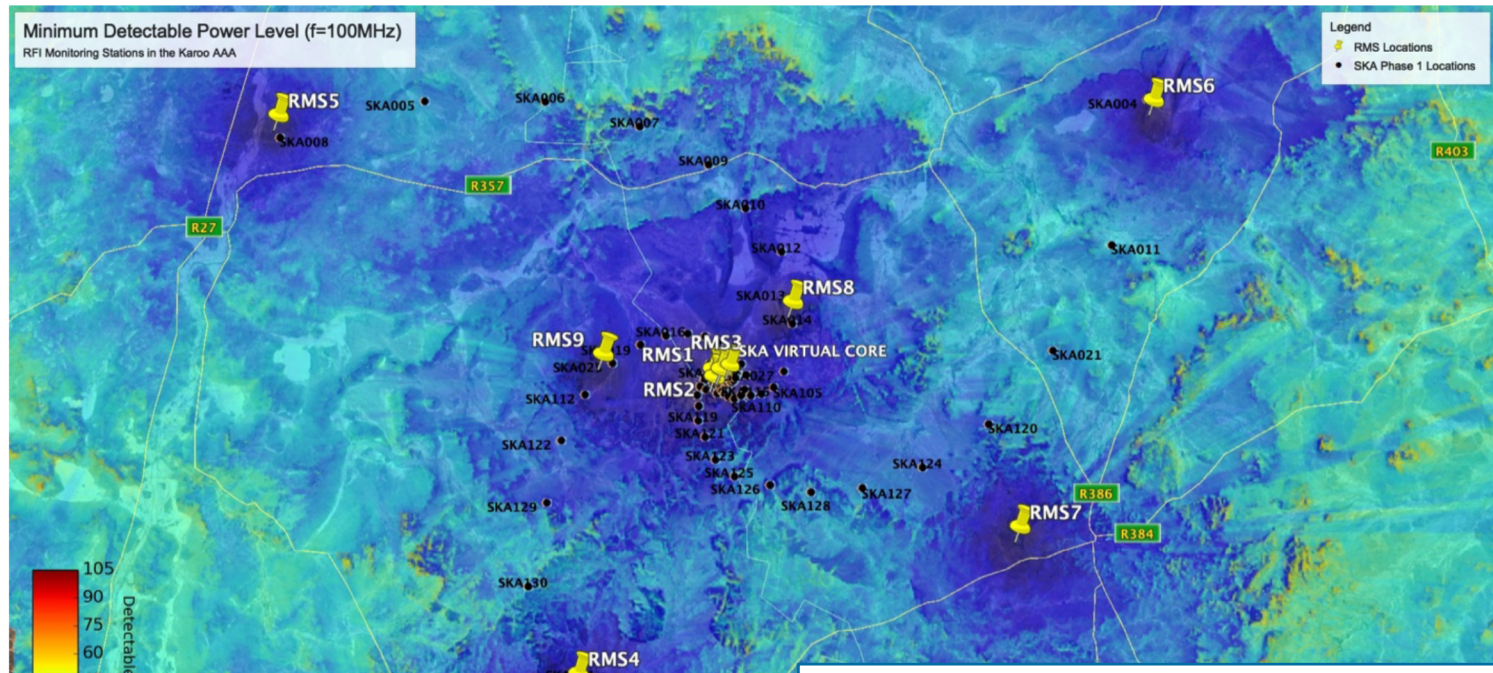 Minimum Detectable Power Level (f=100MHz)
RFI Monitoring Stations in the Karoo AAA
Legend
RMS Locations
SKA Phase 1 Locations
RMS5
SKA005
SKA006
SKA004
RMS6
SKA007
SKA008
R403
SKA009
R357
SKA010
R27
SKA012
SKA011
SKA013
RMS8
SKA014
SKA016
RMS9
RMS3
SKA VIRTUAL CORE
RMS1
SKA021
RMS2
SKA105
SKA112
SKA110
SKA119
SKA120
SKA121
SKA122
SKA123
SKA124
SKA125
SKA126
SKA127
R386
SKA128
SKA129
RMS7
R384
105
SKA130
90
Detectable
75
60
RMS4